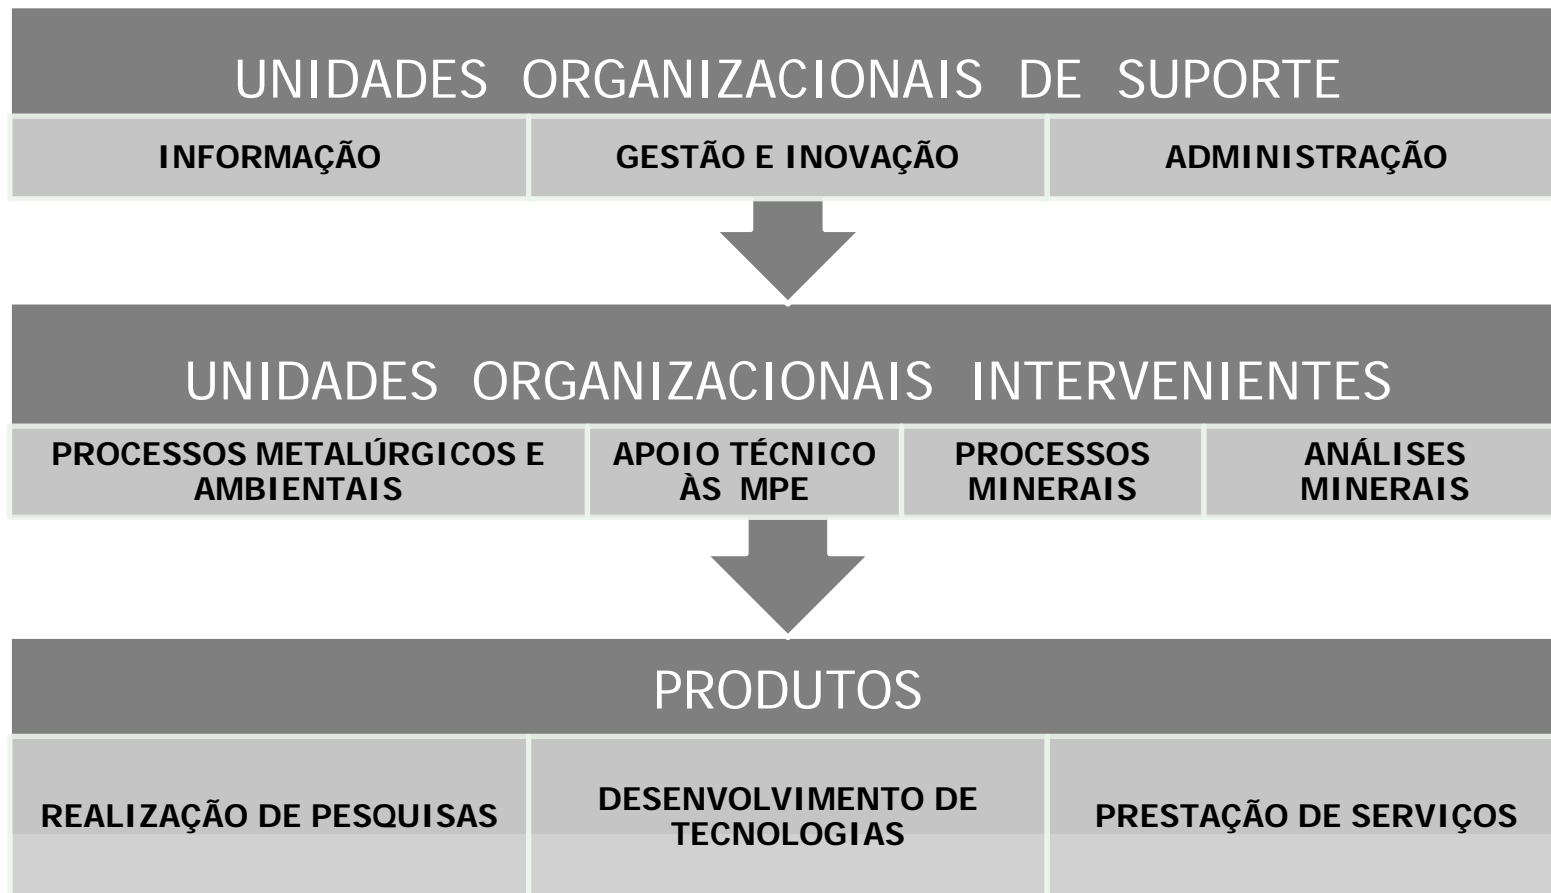 UNIDADES ORGANIZACIONAIS DE SUPORTE
INFORMAÇÃO
GESTÃO E INOVAÇÃO
ADMINISTRAÇÃO
UNIDADES ORGANIZACIONAIS INTERVENIENTES
PROCESSOS METALÚRGICOS E
AMBIENTAIS
APOIO TÉCNICO
ÀS MPE
PROCESSOS
MINERAIS
ANÁLISES
MINERAIS
PRODUTOS
REALIZAÇÃO DE PESQUISAS
DESENVOLVIMENTO DE
TECNOLOGIAS
PRESTAÇÃO DE SERVIÇOS